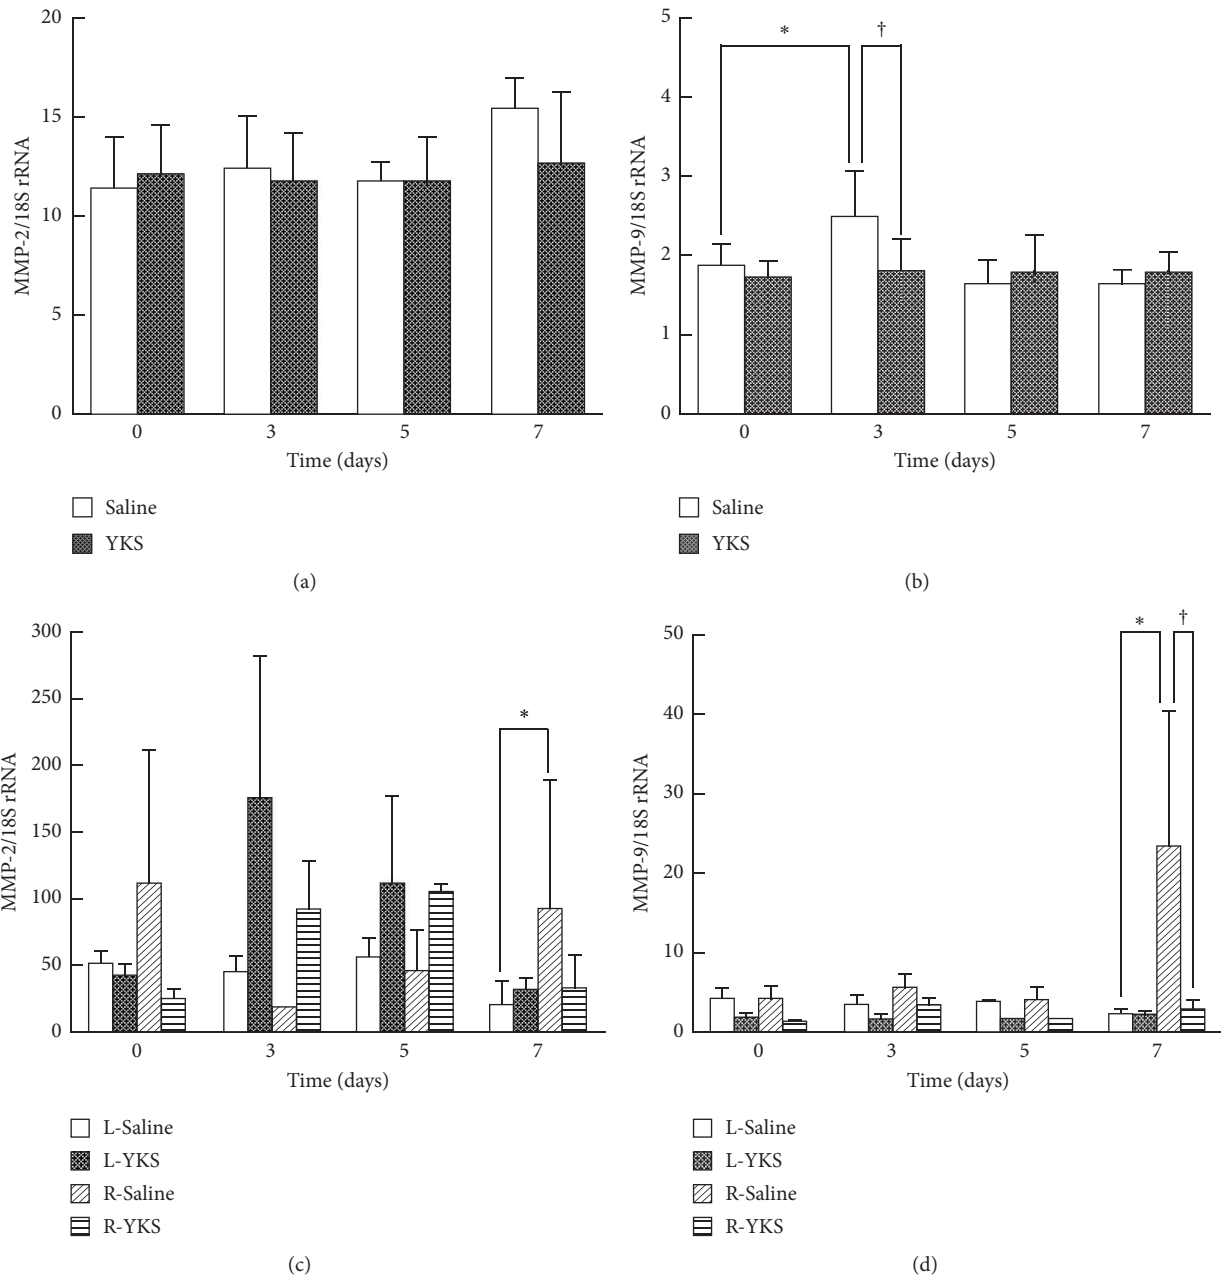 20
15
10
5
0
MMP-2/18S rRNA
0 3 5 7
Time (days)
Saline
YKS
(a)
5
4
3
2
1
0
MMP-9/18S rRNA
* †
0 3 5 7
Time (days)
Saline
YKS
(b)
300
250
200
150
100
50
0
MMP-2/18S rRNA
*
0 3 5 7
Time (days)
L-Saline
L-YKS
R-Saline
R-YKS
(c)
50
40
30
20
10
0
MMP-9/18S rRNA
* †
0 3 5 7
Time (days)
L-Saline
L-YKS
R-Saline
R-YKS
(d)